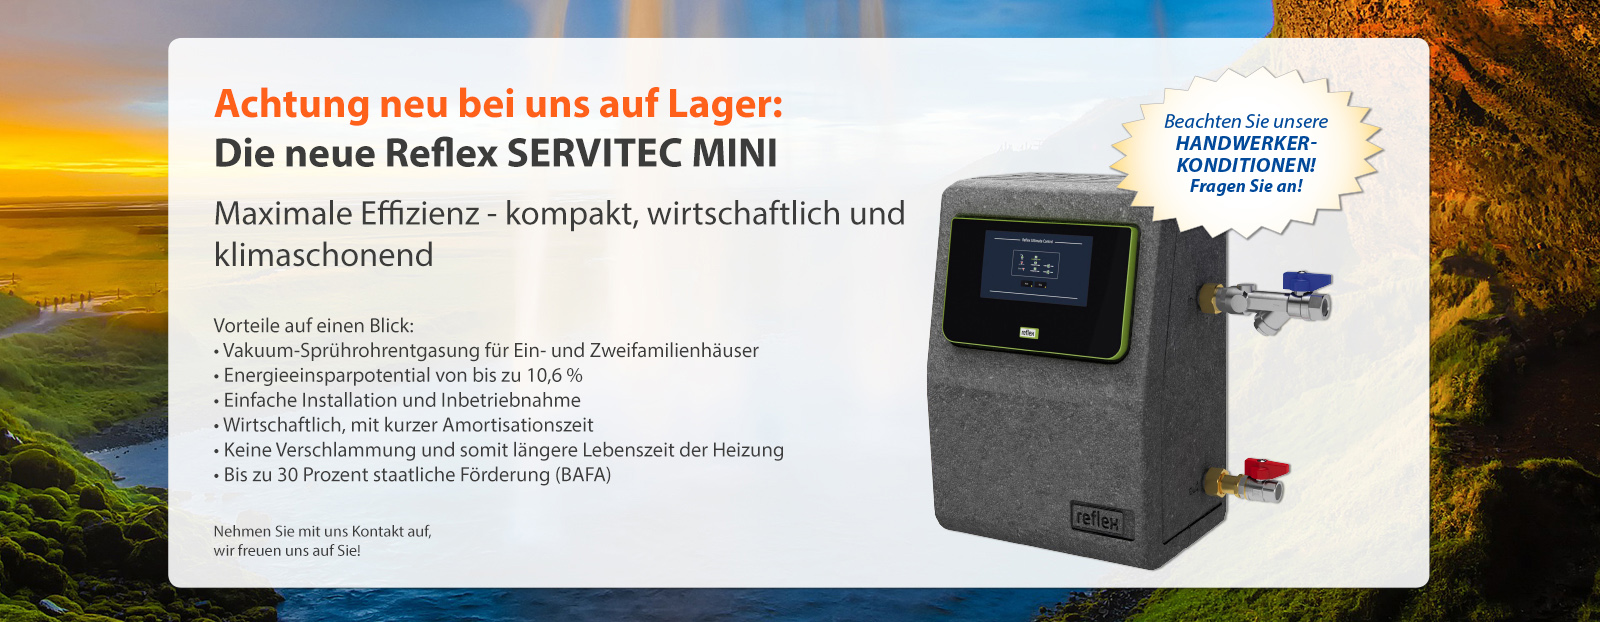 Achtung neu bei uns auf Lager:
Die neue Reflex SERVITEC MINI
Maximale Effizienz - kompakt, wirtschaftlich und
klimaschonend
Vorteile auf einen Blick:
• Vakuum-Sprührohrentgasung für Ein- und Zweifamilienhäuser
• Energieeinsparpotential von bis zu 10,6 %
• Einfache Installation und Inbetriebnahme
• Wirtschaftlich, mit kurzer Amortisationszeit
• Keine Verschlammung und somit längere Lebenszeit der Heizung
• Bis zu 30 Prozent staatliche Förderung (BAFA)
Nehmen Sie mit uns Kontakt auf,
wir freuen uns auf Sie!
Beachten Sie unsere
HANDWERKER-
KONDITIONEN!
Fragen Sie an!
Reflex Ultimate Control
reflex
reflex